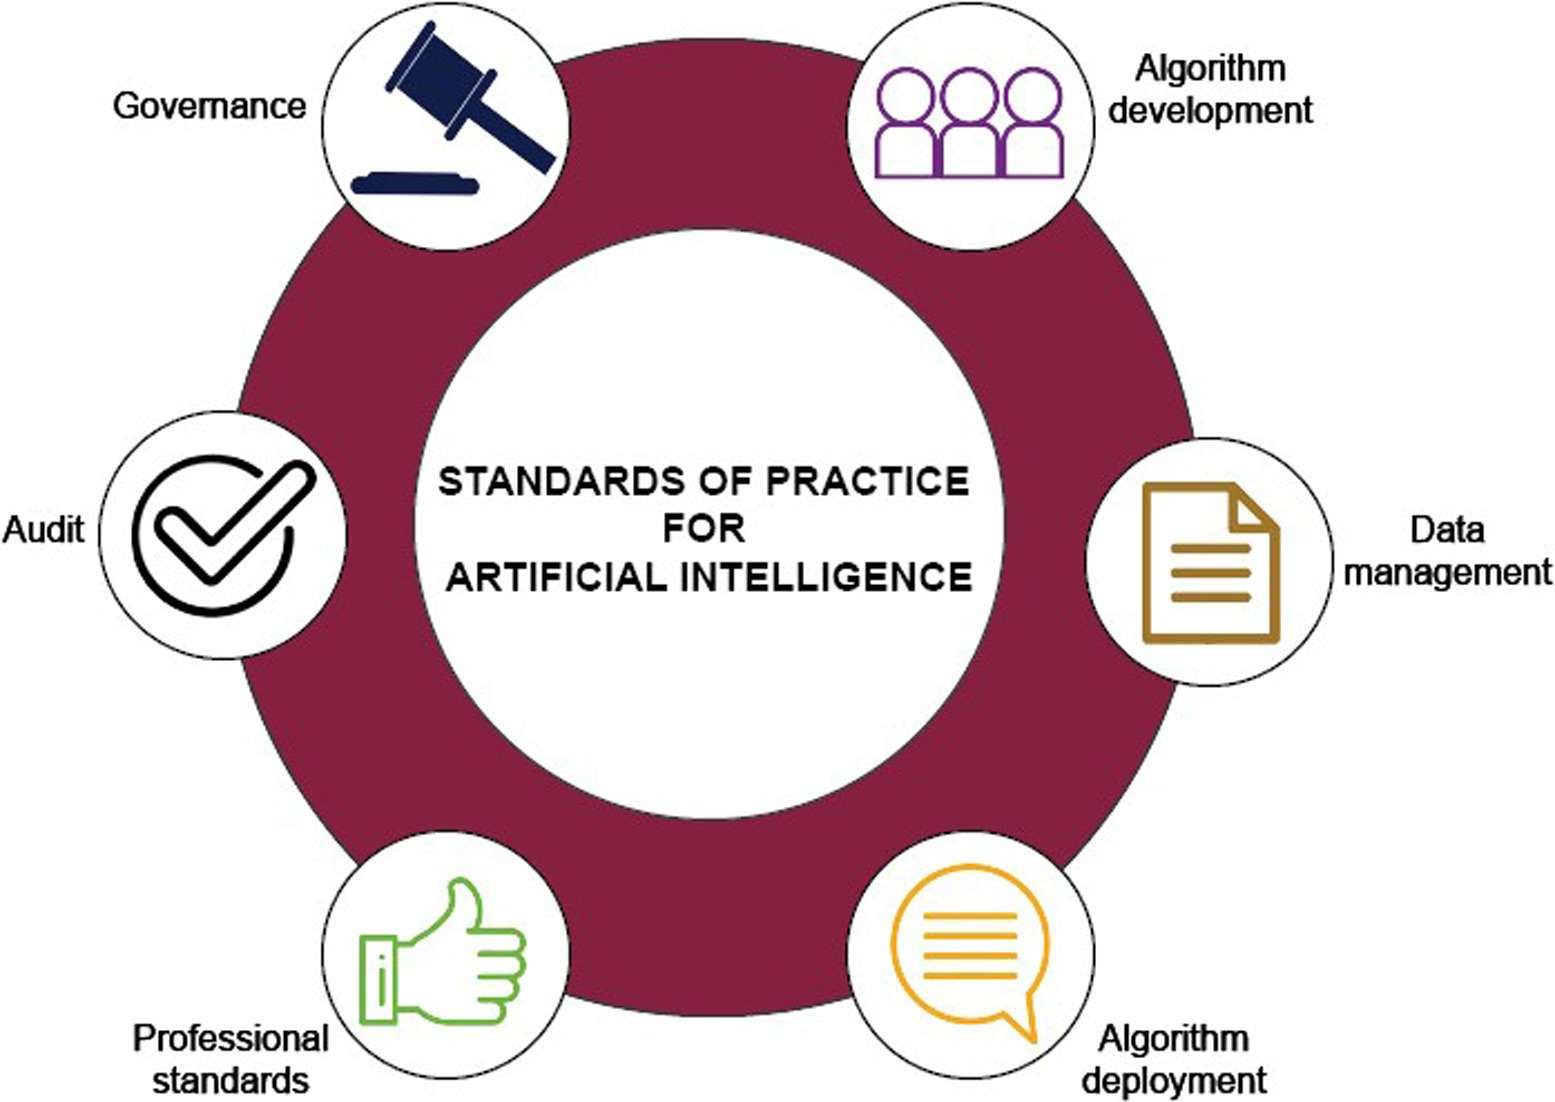 Governance
Algorithm
development
Audit
STANDARDS OF PRACTICE
FOR
ARTIFICIAL INTELLIGENCE
Data
management
Professional
standards
Algorithm
deployment